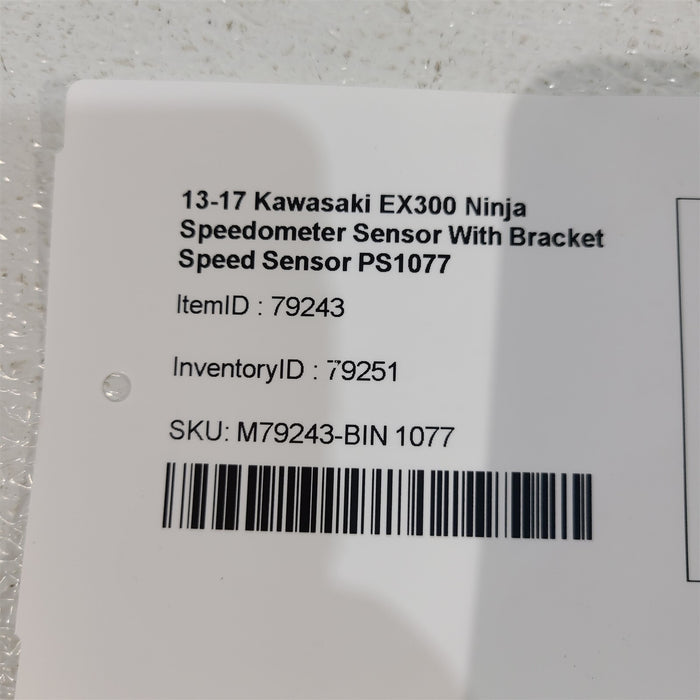 13-17 Kawasaki EX300 Ninja
Speedometer Sensor With Bracket
Speed Sensor PS1077
ItemID : 79243
InventoryID : 79251
SKU: M79243-BIN 1077